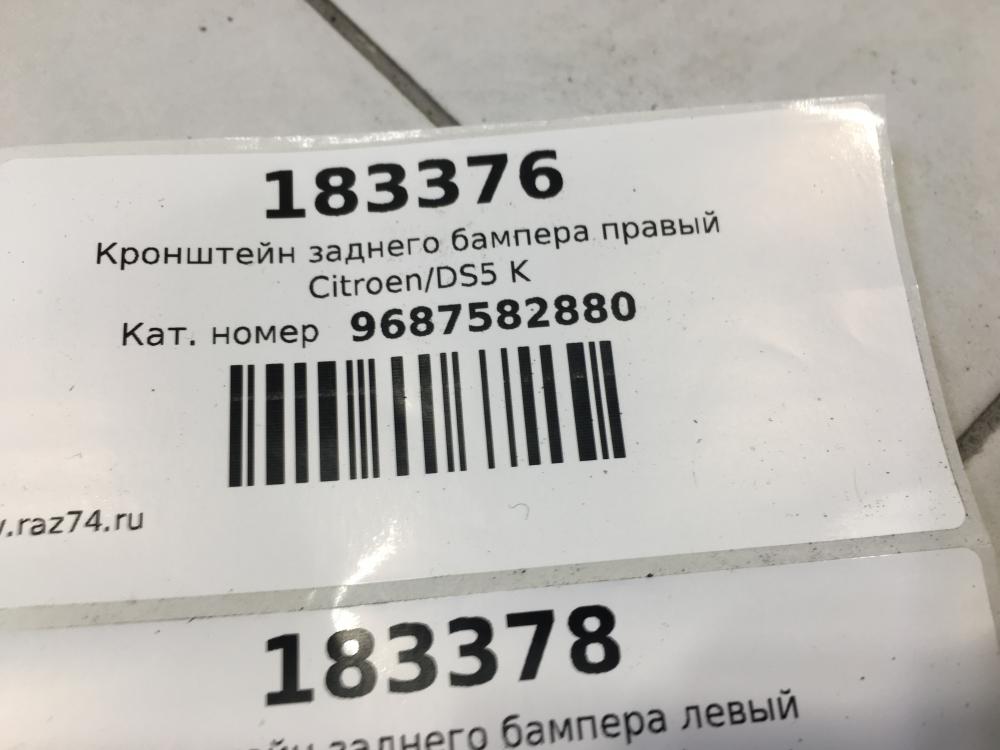 183376
Кронштейн заднего бампера правый
Citroen/DS5 K
Кат. номер 9687582880
.raz74.ru
183378
заднего бампера левый